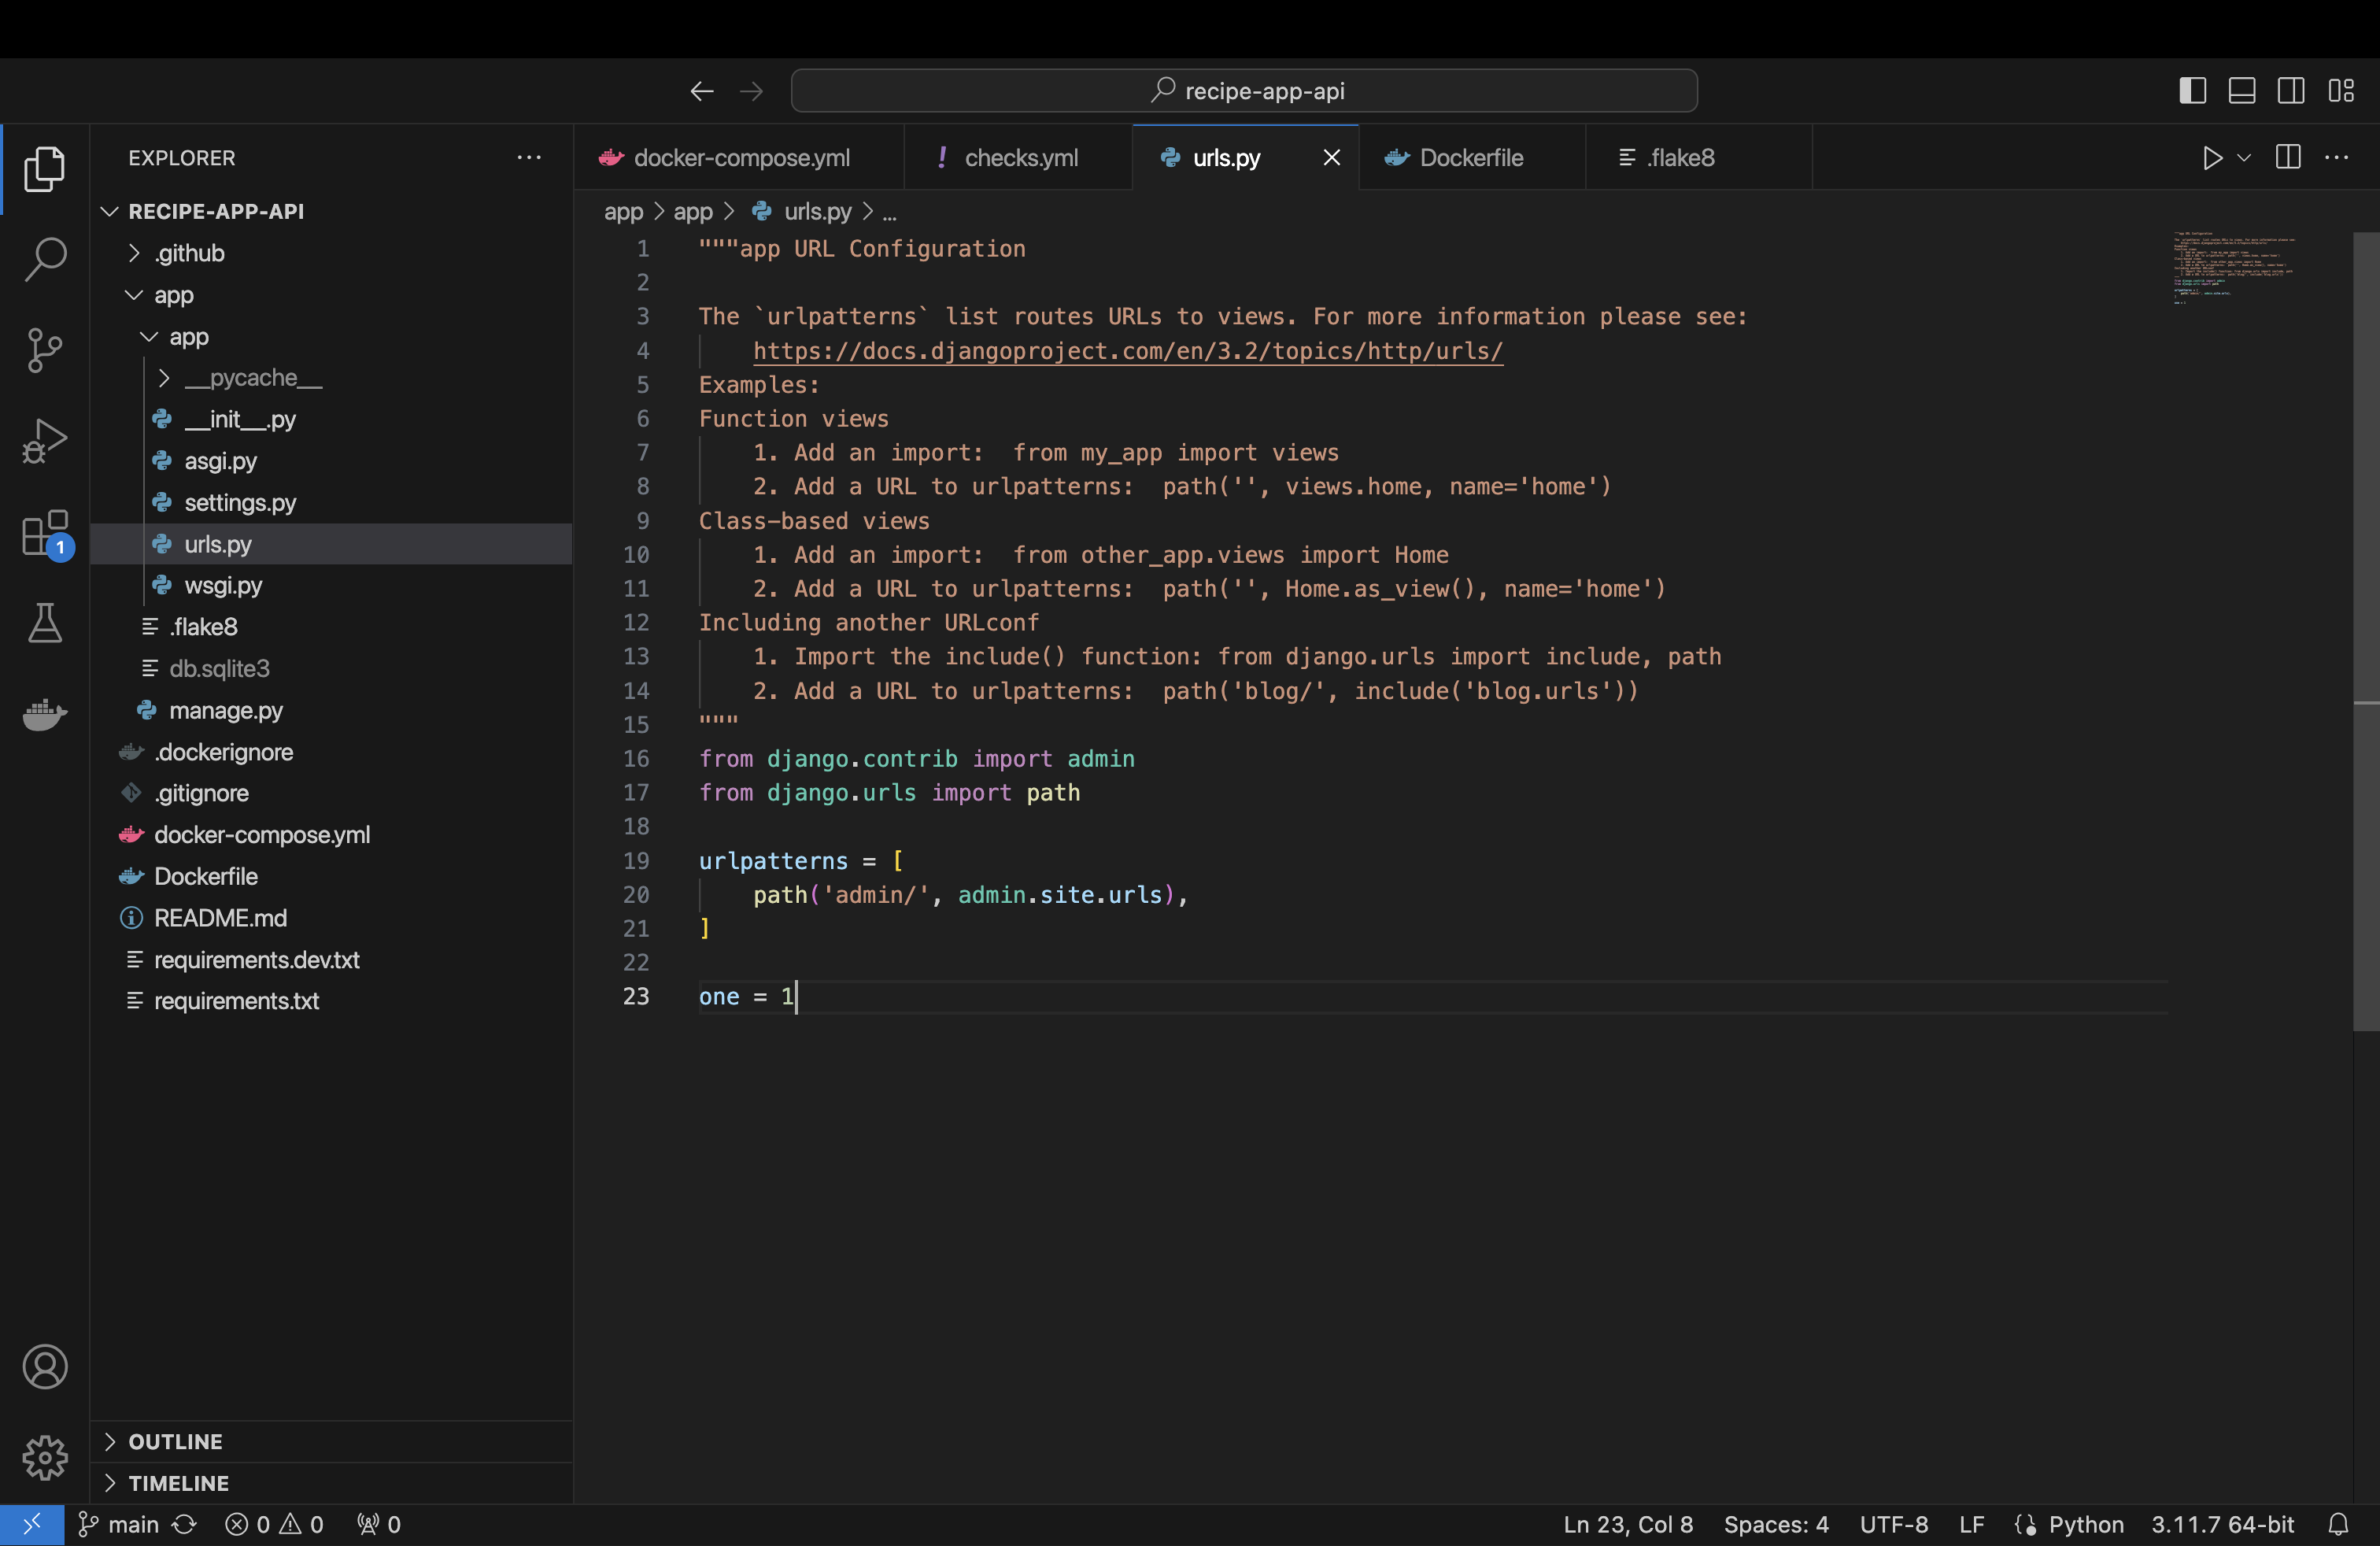 recipe-app-api
EXPLORER
RECIPE-APP-API
.github
app
app
__pycache__
__init__.py
asgi.py
settings.py
urls.py
wsgi.py
.flake8
db.sqlite3
manage.py
.dockerignore
.gitignore
docker-compose.yml
Dockerfile
README.md
requirements.dev.txt
requirements.txt
OUTLINE
TIMELINE
1
docker-compose.yml
checks.yml
urls.py
Dockerfile
.flake8
app > app > urls.py > ...
1 """app URL Configuration
2
3 The `urlpatterns` list routes URLs to views. For more information please see:
4     https://docs.djangoproject.com/en/3.2/topics/http/urls/
5 Examples:
6 Function views
7     1. Add an import:  from my_app import views
8     2. Add a URL to urlpatterns:  path('', views.home, name='home')
9 Class-based views
10     1. Add an import:  from other_app.views import Home
11     2. Add a URL to urlpatterns:  path('', Home.as_view(), name='home')
12 Including another URLconf
13     1. Import the include() function: from django.urls import include, path
14     2. Add a URL to urlpatterns:  path('blog/', include('blog.urls'))
15 """
16 from django.contrib import admin
17 from django.urls import path
18
19 urlpatterns = [
20     path('admin/', admin.site.urls),
21 ]
22
23 one = 1
main 0 0 0 Ln 23, Col 8 Spaces: 4 UTF-8 LF Python 3.11.7 64-bit